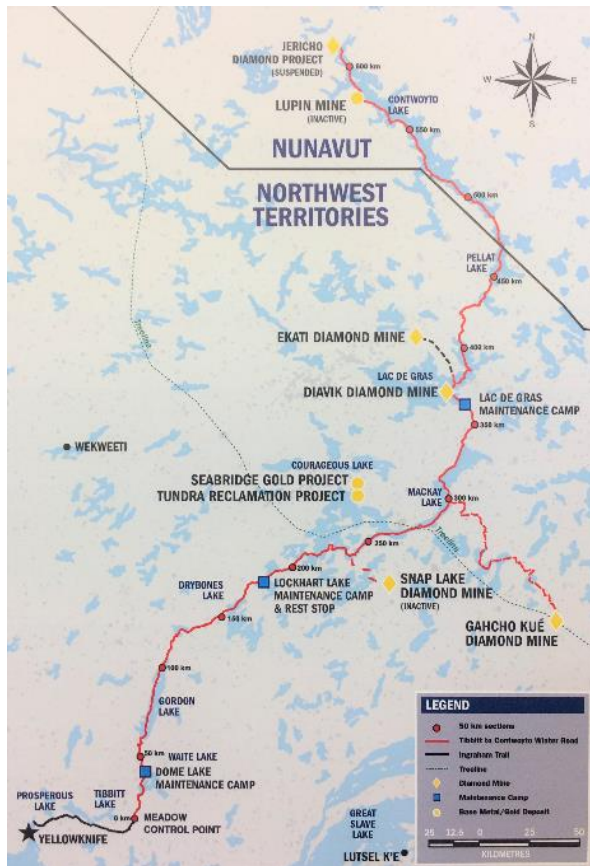 JERICHO
DIAMOND PROJECT
(SUSPENDED)
600 km
N
W
E
S
LUPIN MINE
(INACTIVE)
CONTWOYTO
LAKE
550 km
NUNAVUT
NORTHWEST
TERRITORIES
500 km
PELLAT
LAKE
450 km
Treeline
EKATI DIAMOND MINE
400 km
LAC DE GRAS
DIAVIK DIAMOND MINE
LAC DE GRAS
MAINTENANCE CAMP
350 km
WEKWEETI
COURAGEOUS LAKE
SEABRIDGE GOLD PROJECT
TUNDRA RECLAMATION PROJECT
MACKAY
LAKE
300 km
Treeline
250 km
200 km
DRYBONES
LAKE
LOCKHART LAKE
MAINTENANCE CAMP
& REST STOP
SNAP LAKE
DIAMOND MINE
(INACTIVE)
150 km
GAHCHO KUÉ
DIAMOND MINE
100 km
GORDON
LAKE
50 km
WAITE LAKE
DOME LAKE
MAINTENANCE CAMP
PROSPEROUS
LAKE
TIBBITT
LAKE
0 km
MEADOW
CONTROL POINT
YELLOWKNIFE
GREAT
SLAVE
LAKE
LUTSEL K'E
LEGEND
50 km sections
Tibbitt to Contwoyto Winter Road
Ingraham Trail
Treeline
Diamond Mine
Maintenance Camp
Base Metal/Gold Deposit
25 12.5 0 25 50
KILOMETRES